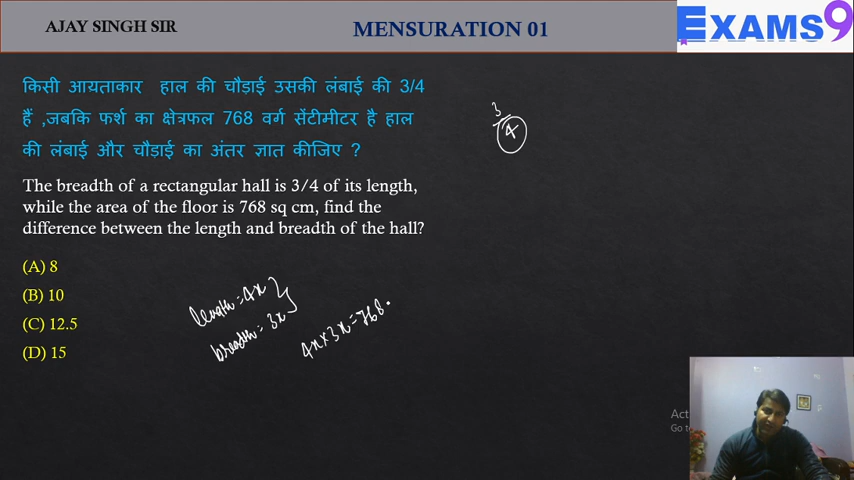 AJAY SINGH SIR
MENSURATION 01
EXAMS9
किसी आयताकार हाल की चौड़ाई उसकी लंबाई की 3/4
हैं ,जबकि फर्श का क्षेत्रफल 768 वर्ग सेंटीमीटर है हाल
की लंबाई और चौड़ाई का अंतर ज्ञात कीजिए ?
The breadth of a rectangular hall is 3/4 of its length,
while the area of the floor is 768 sq cm, find the
difference between the length and breadth of the hall?
(A) 8
(B) 10
(C) 12.5
(D) 15
3
4
length = 4x
breadth = 3x
4x × 3x = 768
Act
Go to